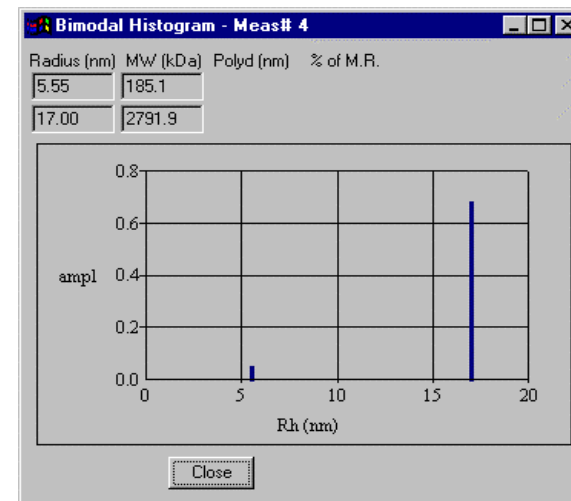 Bimodal Histogram - Meas# 4
Radius (nm) MW (kDa) Polyd (nm) % of M.R.
5.55 185.1
17.00 2791.9
0.8
0.6
ampl 0.4
0.2
0.0
0 5 10 15 20
Rh (nm)
Close